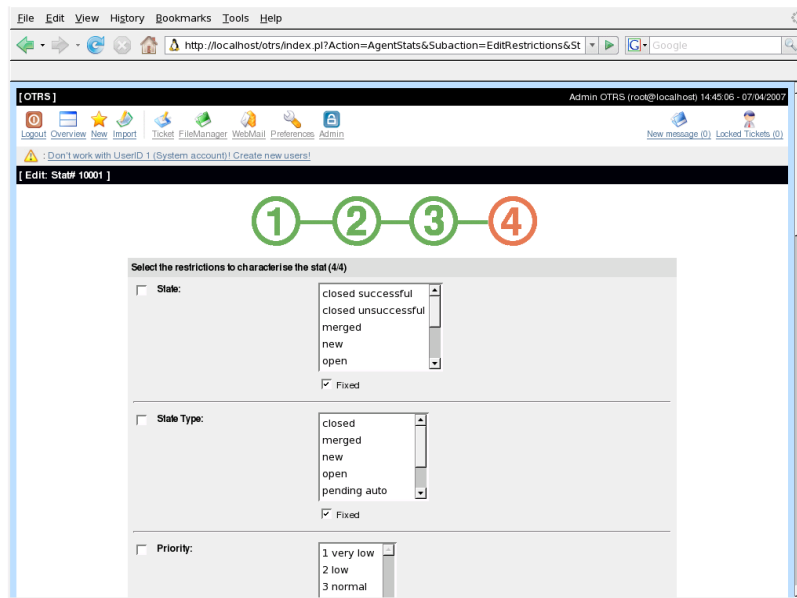 File Edit View History Bookmarks Tools Help
http://localhost/otrs/index.pl?Action=AgentStats&Subaction=EditRestrictions&St
G Google
[ OTRS ] Admin OTRS (root@localhost) 14:45:06 - 07/04/2007
Logout Overview New Import Ticket FileManager WebMail Preferences Admin New message (0) Locked Tickets (0)
: Don't work with UserID 1 (System account)! Create new users!
[ Edit: Stat# 10001 ]
1 2 3 4
Select the restrictions to characterise the stat (4/4)
State:
closed successful
closed unsuccessful
merged
new
open
Fixed
State Type:
closed
merged
new
open
pending auto
Fixed
Priority:
1 very low
2 low
3 normal